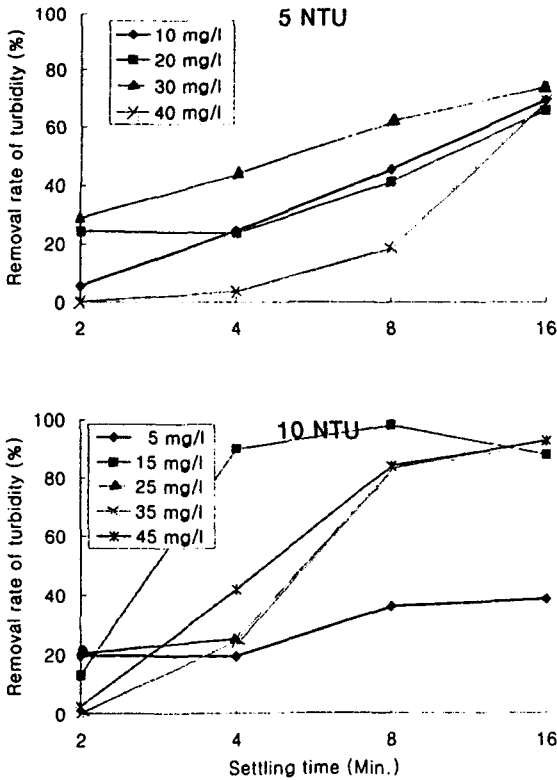 5 NTU
Removal rate of turbidity (%)
100
80
60
40
20
0
10 mg/l
20 mg/l
30 mg/l
40 mg/l
2 4 8 16
10 NTU
Removal rate of turbidity (%)
100
80
60
40
20
0
5 mg/l
15 mg/l
25 mg/l
35 mg/l
45 mg/l
2 4 8 16
Settling time (Min.)